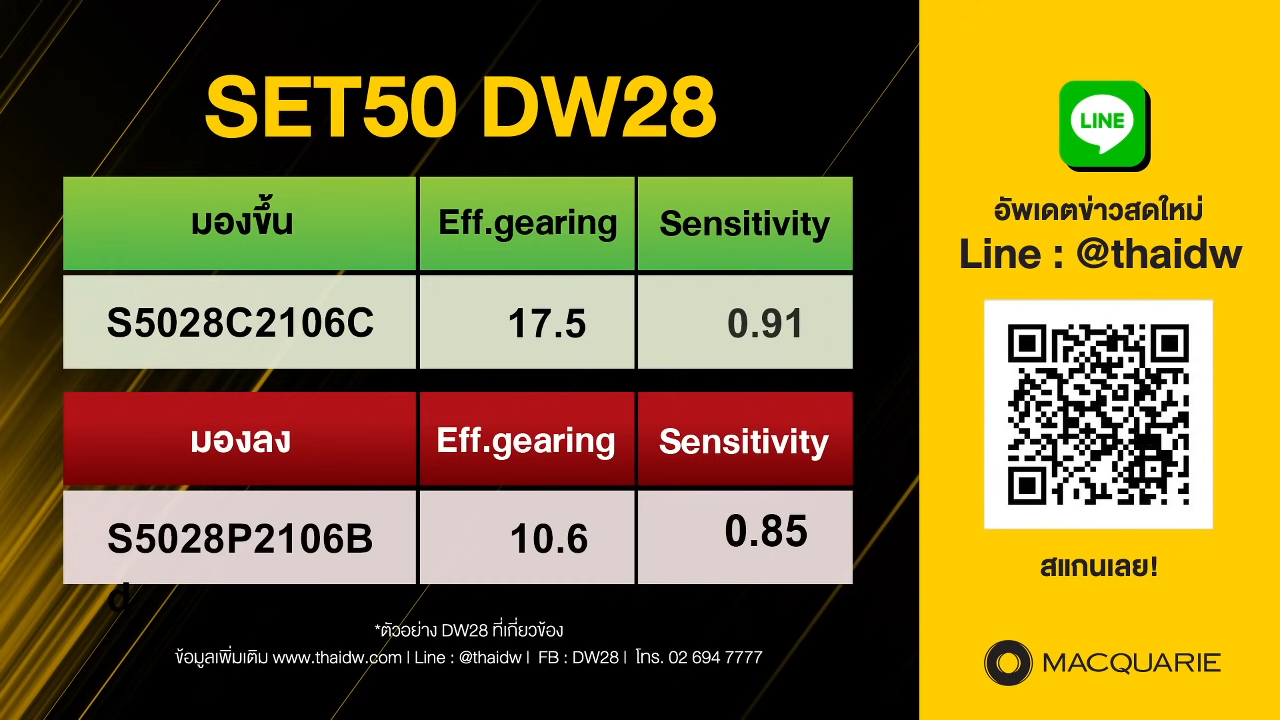 SET50 DW28
มองขึ้น Eff.gearing Sensitivity
S5028C2106C 17.5 0.91
มองลง Eff.gearing Sensitivity
S5028P2106B 10.6 0.85
d
*ตัวอย่าง DW28 ที่เกี่ยวข้อง
ข้อมูลเพิ่มเติม www.thaidw.com | Line : @thaidw | FB : DW28 | โทร. 02 694 7777
LINE
อัพเดตข่าวสดใหม่
Line : @thaidw
สแกนเลย!
MACQUARIE